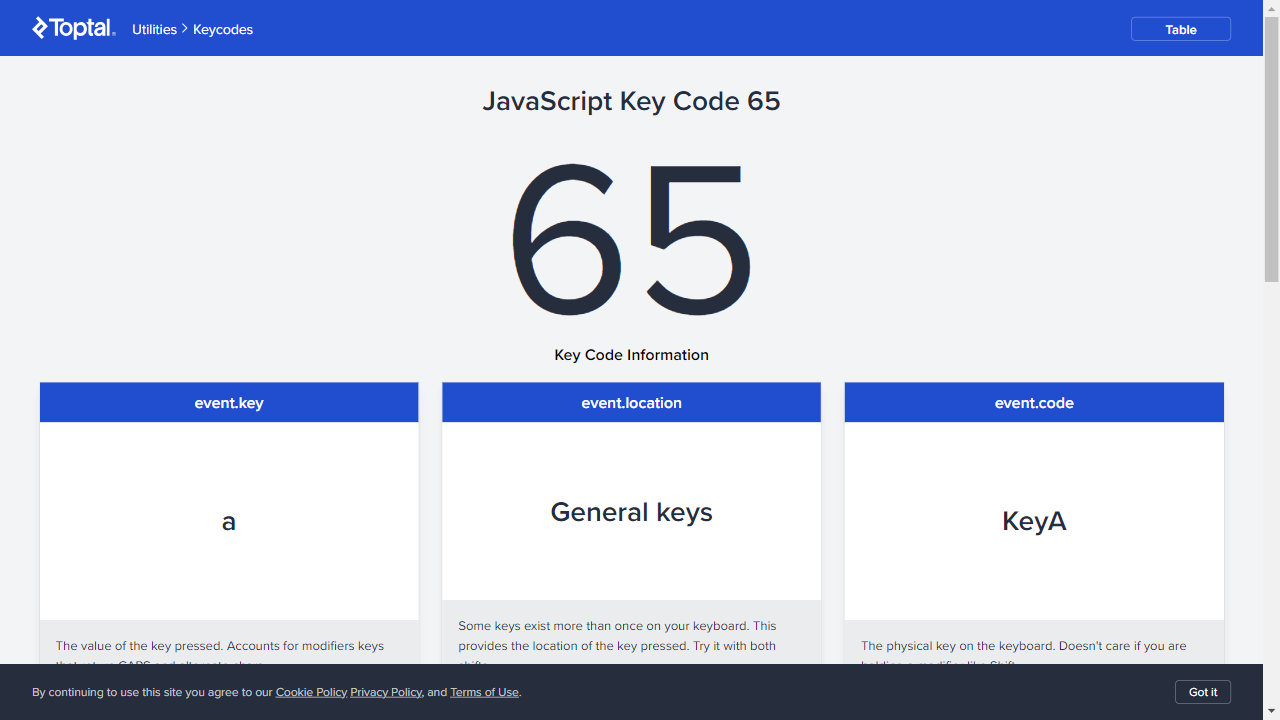 Toptal® Utilities > Keycodes Table
JavaScript Key Code 65
65
Key Code Information
event.key
a
The value of the key pressed. Accounts for modifiers keys
event.location
General keys
Some keys exist more than once on your keyboard. This
provides the location of the key pressed. Try it with both
event.code
KeyA
The physical key on the keyboard. Doesn't care if you are
By continuing to use this site you agree to our Cookie Policy Privacy Policy, and Terms of Use. Got it